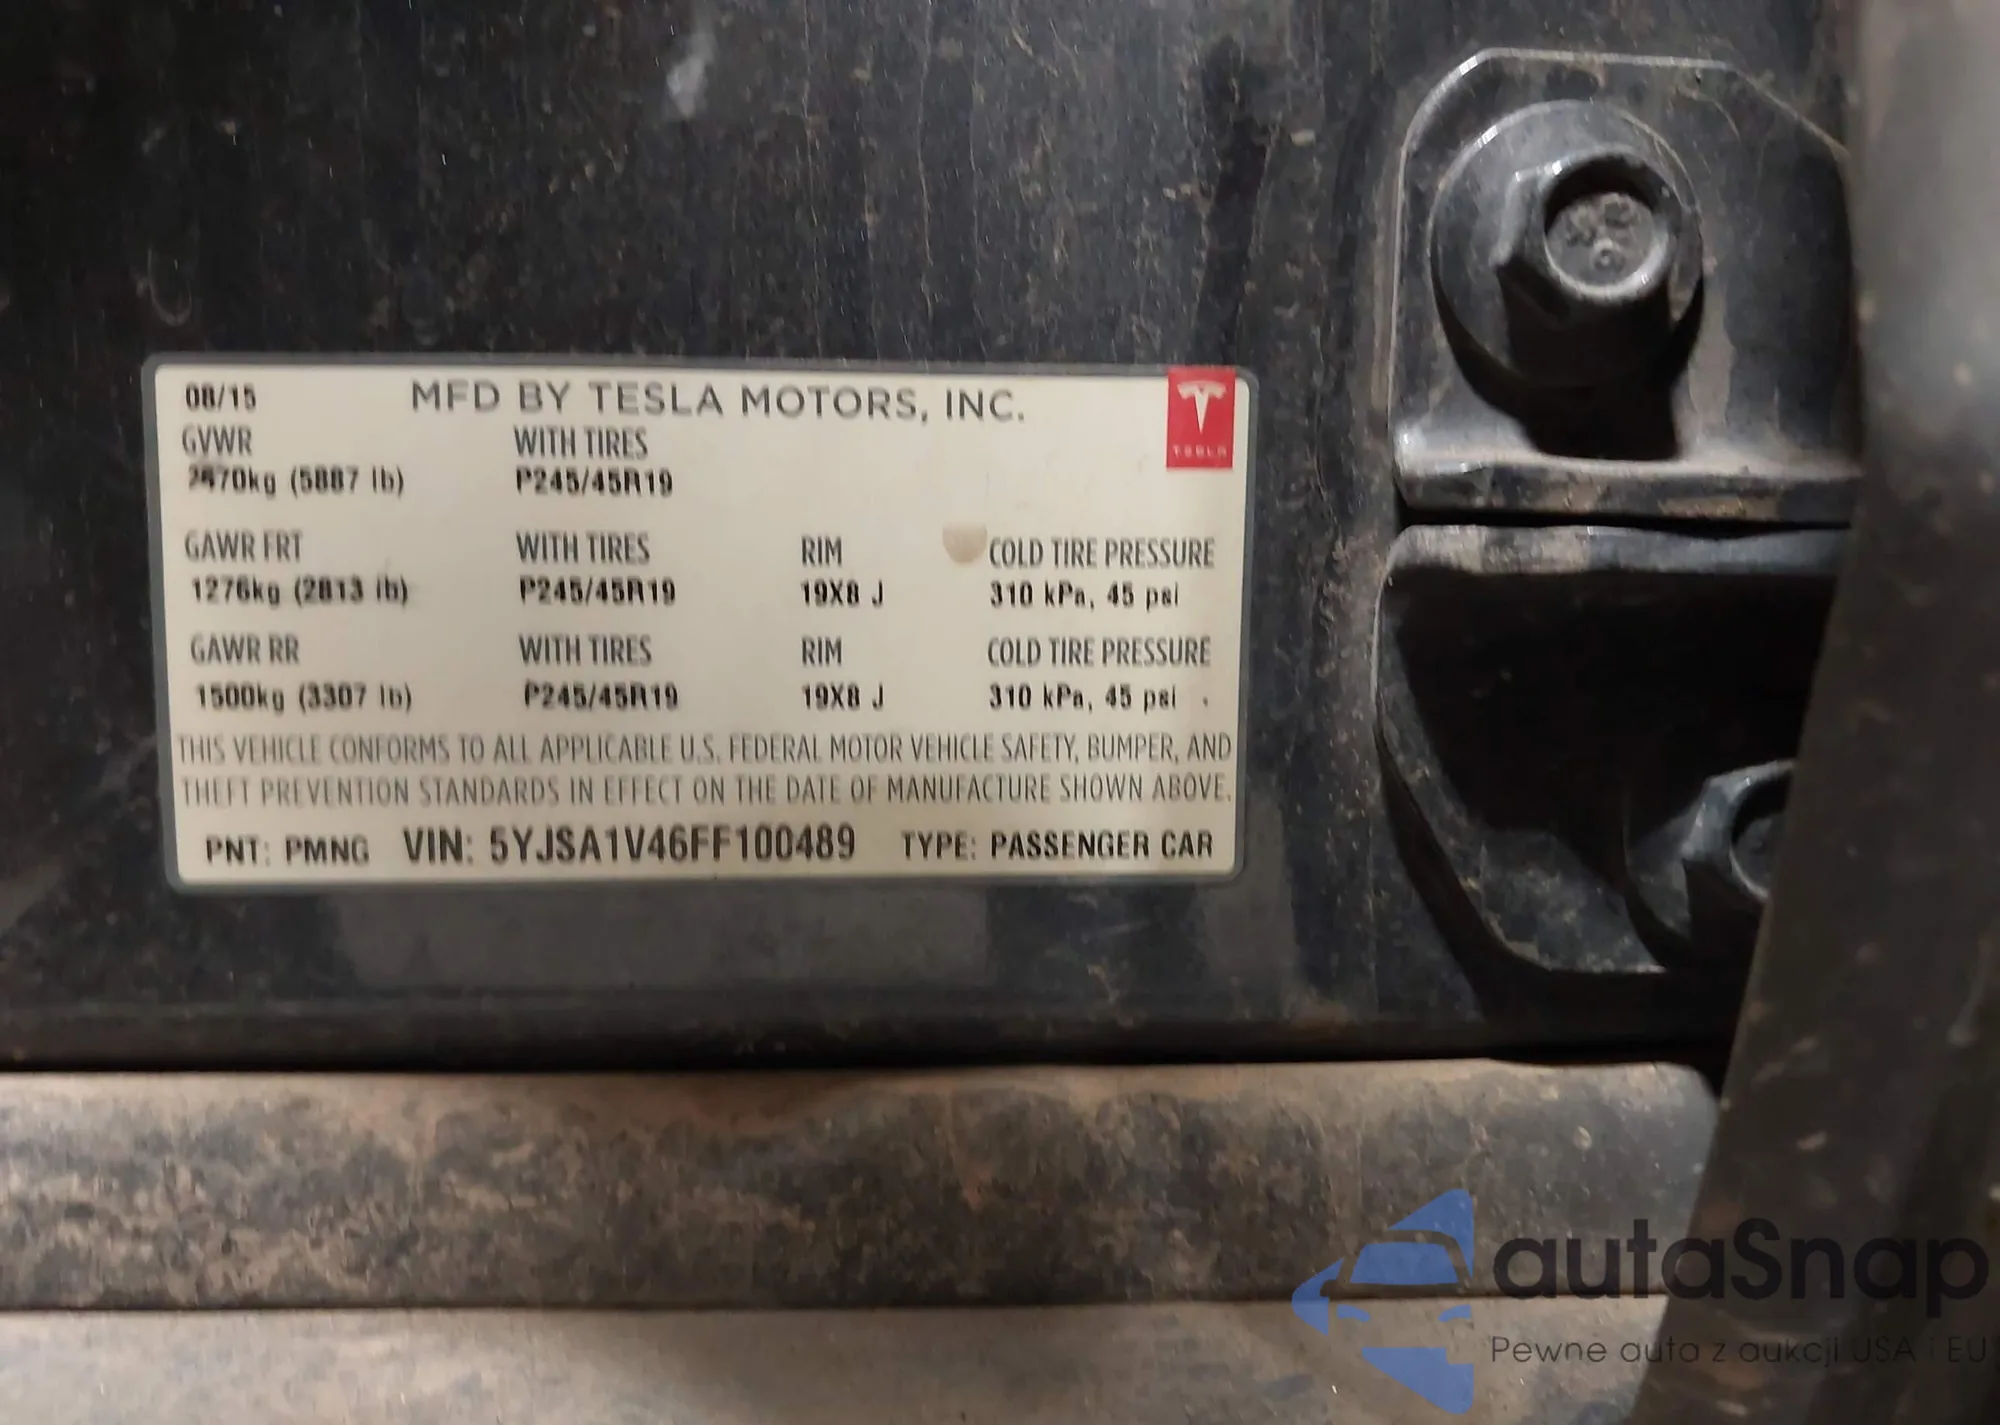 08/15 MFD BY TESLA MOTORS, INC.
TESLA
GVWR WITH TIRES
2670kg (5887 lb) P245/45R19
GAWR FRT WITH TIRES RIM COLD TIRE PRESSURE
1276kg (2813 lb) P245/45R19 19X8 J 310 kPa, 45 psi
GAWR RR WITH TIRES RIM COLD TIRE PRESSURE
1500kg (3307 lb) P245/45R19 19X8 J 310 kPa, 45 psi
THIS VEHICLE CONFORMS TO ALL APPLICABLE U.S. FEDERAL MOTOR VEHICLE SAFETY, BUMPER, AND
THEFT PREVENTION STANDARDS IN EFFECT ON THE DATE OF MANUFACTURE SHOWN ABOVE.
PNT: PMNG VIN: 5YJSA1V46FF100489 TYPE: PASSENGER CAR
autaSnap
Pewne auta z aukcji USA i EU